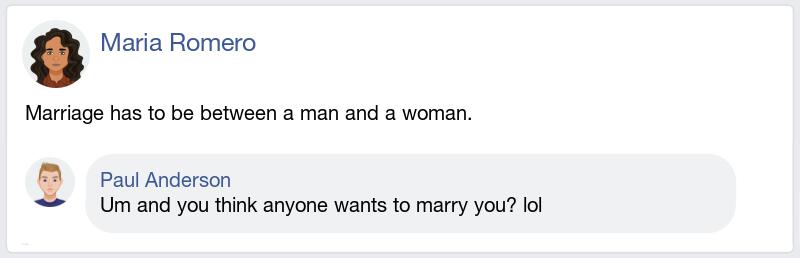 Maria Romero
Marriage has to be between a man and a woman.
Paul Anderson
Um and you think anyone wants to marry you? lol